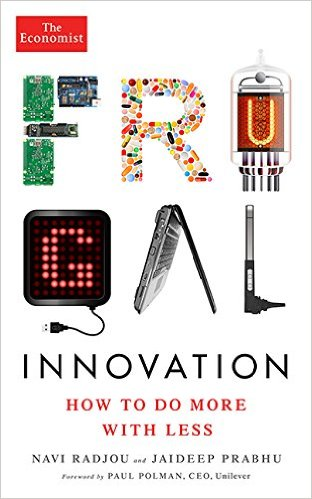 The
Economist
FRU
GAL
INNOVATION
HOW TO DO MORE
WITH LESS
NAVI RADJOU and JAIDEEP PRABHU
Foreword by PAUL POLMAN, CEO, Unilever